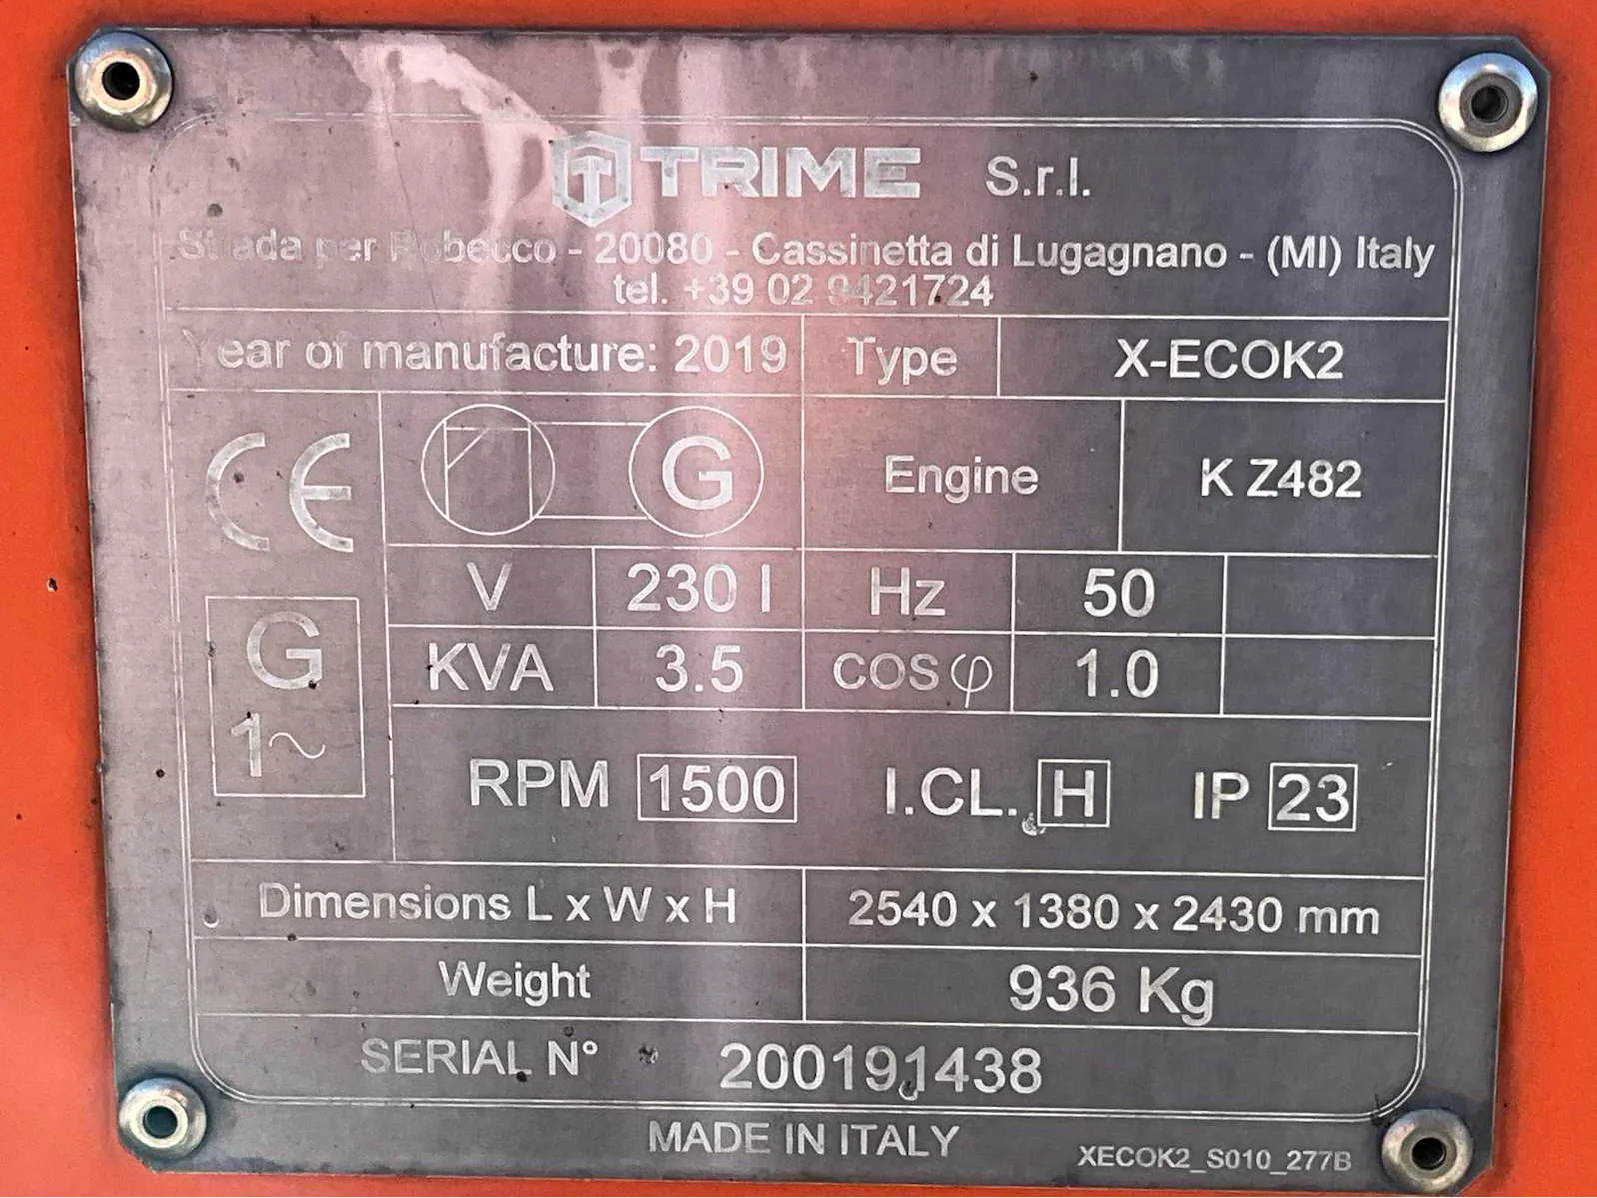 TRIME S.r.l.
Strada per Robecco - 20080 - Cassinetta di Lugagnano - (MI) Italy
tel. +39 02 9421724
Year of manufacture: 2019 Type X-ECOK2
CE G Engine K Z482
V 230 I Hz 50
G KVA 3.5 COSφ 1.0
1~
RPM 1500 I.CL. H IP 23
Dimensions L x W x H 2540 x 1380 x 2430 mm
Weight 936 Kg
SERIAL N° 200191438
MADE IN ITALY XECOK2_S010_277B